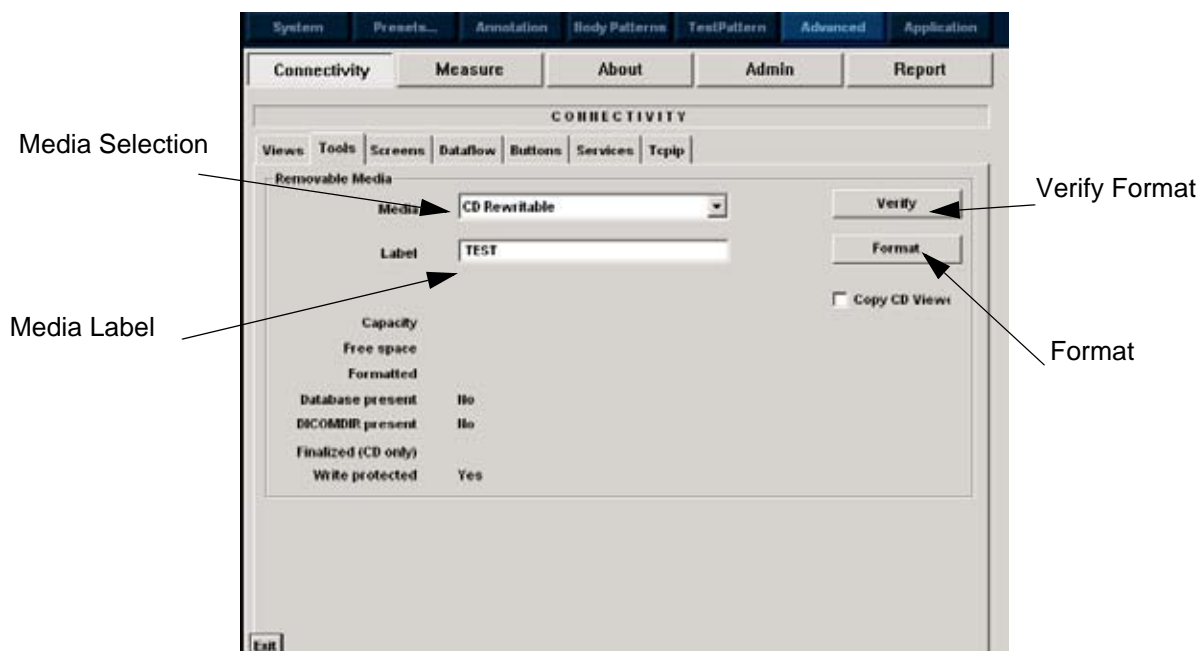 System Presets... Annotation Body Patterns TestPattern Advanced Application
Connectivity Measure About Admin Report
CONNECTIVITY
Views Tools Screens Dataflow Buttons Services Tcpip
Media Selection
Removable Media
Media CD Rewritable Verify
Verify Format
Label TEST Format
Copy CD Viewe
Media Label
Capacity
Free space
Format
Formatted
Database present No
DICOMDIR present No
Finalized (CD only)
Write protected Yes
Exit